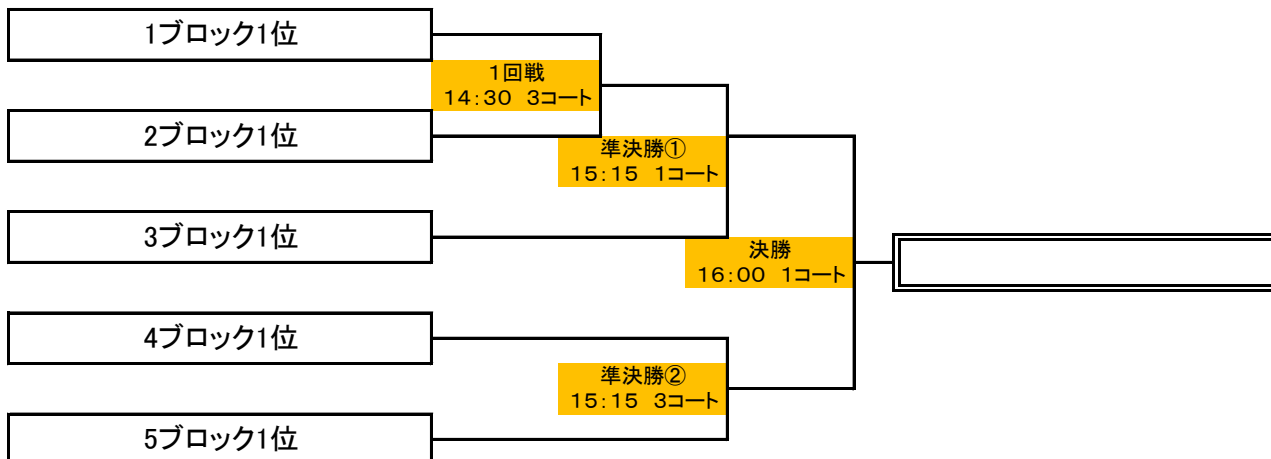 1ブロック1位
1回戦
14:30 3コート
2ブロック1位
準決勝①
15:15 1コート
3ブロック1位
決勝
16:00 1コート
4ブロック1位
準決勝②
15:15 3コート
5ブロック1位